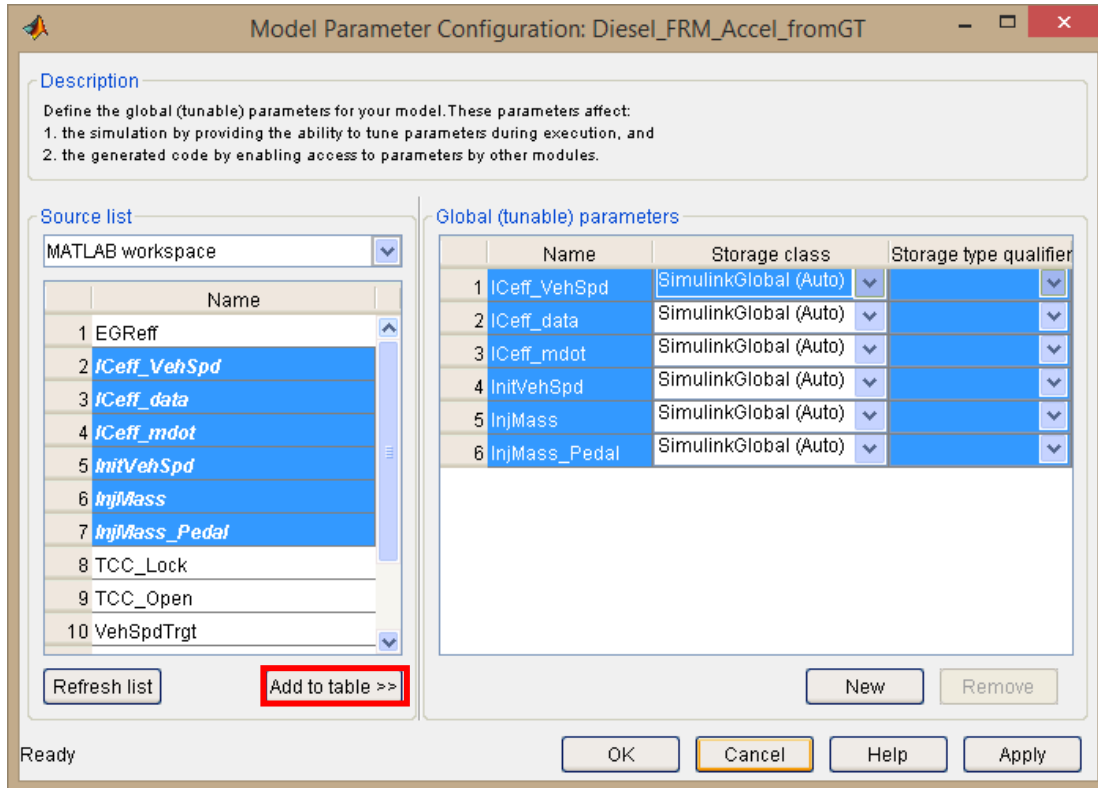 Model Parameter Configuration: Diesel_FRM_Accel_fromGT
Description
Define the global (tunable) parameters for your model.These parameters affect:
1. the simulation by providing the ability to tune parameters during execution, and
2. the generated code by enabling access to parameters by other modules.
Source list
MATLAB workspace
Name
1 EGReff
2 ICeff_VehSpd
3 ICeff_data
4 ICeff_mdot
5 InitVehSpd
6 InjMass
7 InjMass_Pedal
8 TCC_Lock
9 TCC_Open
10 VehSpdTrgt
Refresh list
Add to table >>
Global (tunable) parameters
Name Storage class Storage type qualifier
1 ICeff_VehSpd SimulinkGlobal (Auto)
2 ICeff_data SimulinkGlobal (Auto)
3 ICeff_mdot SimulinkGlobal (Auto)
4 InitVehSpd SimulinkGlobal (Auto)
5 InjMass SimulinkGlobal (Auto)
6 InjMass_Pedal SimulinkGlobal (Auto)
New Remove
Ready
OK Cancel Help Apply